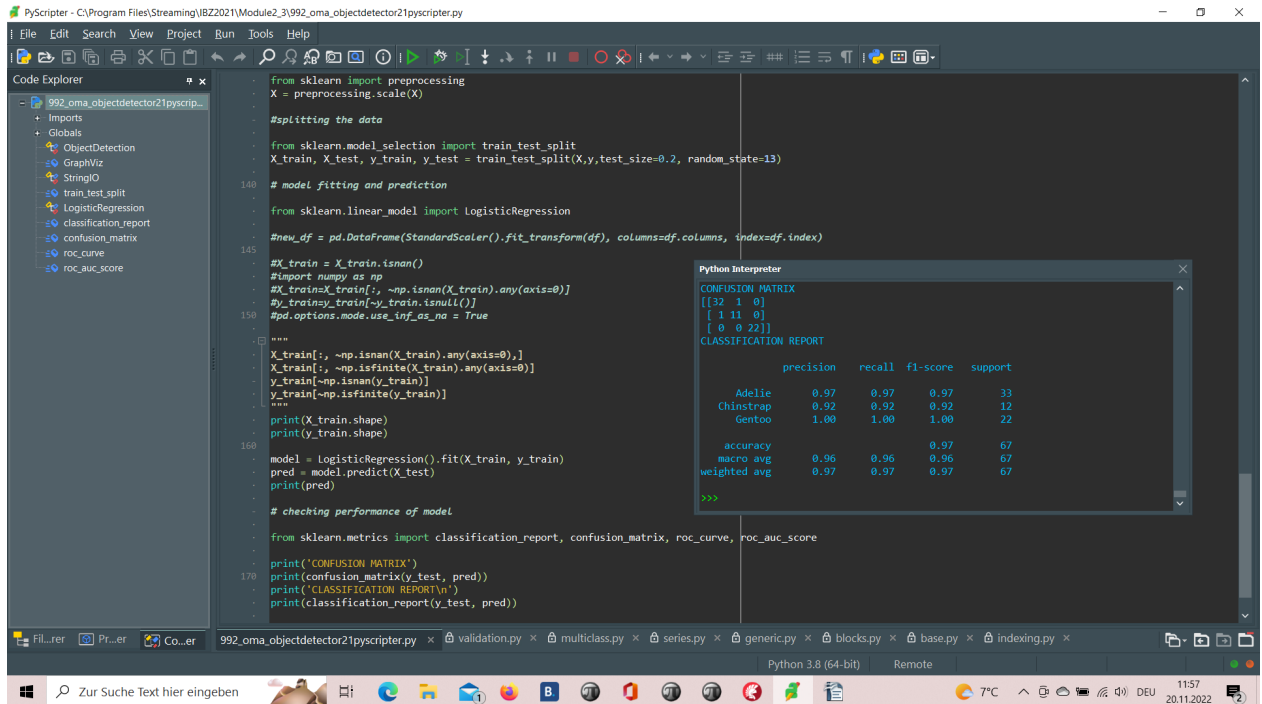 PyScripter - C:\Program Files\Streaming\IBZ2021\Module2_3\992_oma_objectdetector21pyscripter.py
File Edit Search View Project Run Tools Help
Code Explorer
992_oma_objectdetector21pyscrip...
Imports
Globals
ObjectDetection
GraphViz
StringIO
train_test_split
LogisticRegression
classification_report
confusion_matrix
roc_curve
roc_auc_score
from sklearn import preprocessing
X = preprocessing.scale(X)
#splitting the data
from sklearn.model_selection import train_test_split
X_train, X_test, y_train, y_test = train_test_split(X,y,test_size=0.2, random_state=13)
140 # model fitting and prediction
from sklearn.linear_model import LogisticRegression
#new_df = pd.DataFrame(StandardScaler().fit_transform(df), columns=df.columns, index=df.index)
145
#X_train = X_train.isnan()
#import numpy as np
#X_train=X_train[:, ~np.isnan(X_train).any(axis=0)]
#y_train=y_train[~y_train.isnull()]
150 #pd.options.mode.use_inf_as_na = True
"""
X_train[:, ~np.isnan(X_train).any(axis=0),]
X_train[:, ~np.isfinite(X_train).any(axis=0)]
y_train[~np.isnan(y_train)]
y_train[~np.isfinite(y_train)]
"""
print(X_train.shape)
print(y_train.shape)
160
model = LogisticRegression().fit(X_train, y_train)
pred = model.predict(X_test)
print(pred)
# checking performance of model
from sklearn.metrics import classification_report, confusion_matrix, roc_curve, roc_auc_score
print('CONFUSION MATRIX')
170 print(confusion_matrix(y_test, pred))
print('CLASSIFICATION REPORT\n')
print(classification_report(y_test, pred))
Python Interpreter
CONFUSION MATRIX
[[32 1 0]
[ 1 11 0]
[ 0 0 22]]
CLASSIFICATION REPORT
precision recall f1-score support
Adelie 0.97 0.97 0.97 33
Chinstrap 0.92 0.92 0.92 12
Gentoo 1.00 1.00 1.00 22
accuracy 0.97 67
macro avg 0.96 0.96 0.96 67
weighted avg 0.97 0.97 0.97 67
>>>
Fil...rer Pr...er Co...er 992_oma_objectdetector21pyscripter.py validation.py multiclass.py series.py generic.py blocks.py base.py indexing.py
Python 3.8 (64-bit) Remote
Zur Suche Text hier eingeben 7°C DEU 11:57
20.11.2022